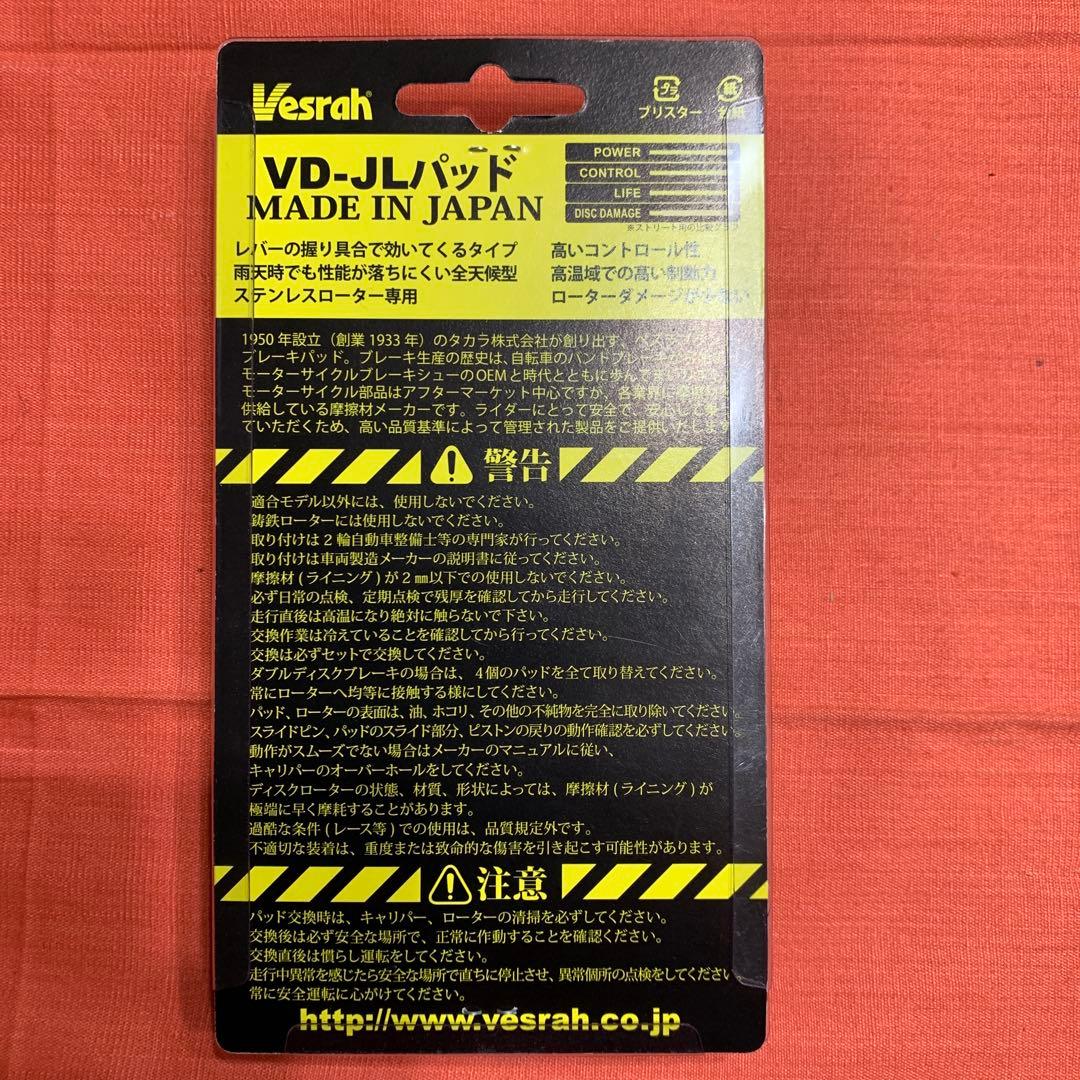 Vesrah
プラ
紙
ブリスター
台紙
VD-JLパッド
MADE IN JAPAN
POWER
CONTROL
LIFE
DISC DAMAGE
※ストリート用の比較グラフ
レバーの握り具合で効いてくるタイプ
雨天時でも性能が落ちにくい全天候型
ステンレスローター専用
高いコントロール性
高温域での高い制動力
ローターダメージが少ない
1950年設立（創業1933年）のタカラ株式会社が創り出す、ベスラ
ブレーキパッド。ブレーキ生産の歴史は、自転車のバンドブレーキ
モーターサイクルブレーキシューのOEMと時代とともに歩んで
モーターサイクル部品はアフターマーケット中心ですが、各業界に摩擦材を
供給している摩擦材メーカーです。ライダーにとって安全で、安心して乗っ
ていただくため、高い品質基準によって管理された製品をご提供いたします
警告
適合モデル以外には、使用しないでください。
鋳鉄ローターには使用しないでください。
取り付けは2輪自動車整備士等の専門家が行ってください。
取り付けは車両製造メーカーの説明書に従ってください。
摩擦材(ライニング)が2㎜以下での使用しないでください。
必ず日常の点検、定期点検で残厚を確認してから走行してください。
走行直後は高温になり絶対に触らないで下さい。
交換作業は冷えていることを確認してから行ってください。
交換は必ずセットで交換してください。
ダブルディスクブレーキの場合は、4個のパッドを全て取り替えてください。
常にローターへ均等に接触する様にしてください。
パッド、ローターの表面は、油、ホコリ、その他の不純物を完全に取り除いてください。
スライドピン、パッドのスライド部分、ピストンの戻りの動作確認を必ずしてください。
動作がスムーズでない場合はメーカーのマニュアルに従い、
キャリパーのオーバーホールをしてください。
ディスクローターの状態、材質、形状によっては、摩擦材(ライニング)が
極端に早く摩耗することがあります。
過酷な条件(レース等)での使用は、品質規定外です。
不適切な装着は、重度または致命的な傷害を引き起こす可能性があります。
注意
パッド交換時は、キャリパー、ローターの清掃を必ずしてください。
交換後は必ず安全な場所で、正常に作動することを確認ください。
交換直後は慣らし運転をしてください。
走行中異常を感じたら安全な場所で直ちに停止させ、異常個所の点検をしてください。
常に安全運転に心がけてください。
http://www.vesrah.co.jp